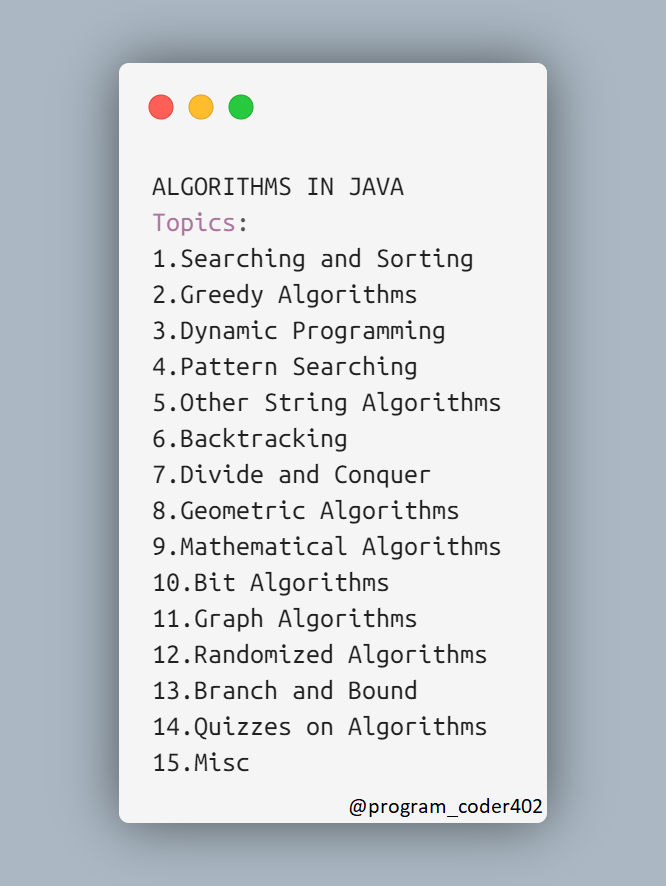 ALGORITHMS IN JAVA
Topics:
1.Searching and Sorting
2.Greedy Algorithms
3.Dynamic Programming
4.Pattern Searching
5.Other String Algorithms
6.Backtracking
7.Divide and Conquer
8.Geometric Algorithms
9.Mathematical Algorithms
10.Bit Algorithms
11.Graph Algorithms
12.Randomized Algorithms
13.Branch and Bound
14.Quizzes on Algorithms
15.Misc
@program_coder402